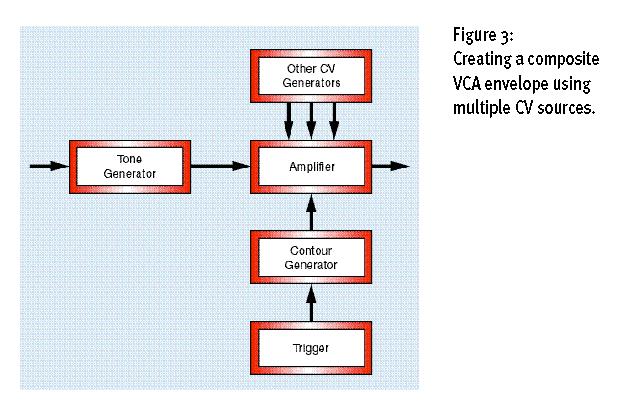 Figure 3:
Creating a composite
VCA envelope using
multiple CV sources.
Other CV
Generators
Tone
Generator
Amplifier
Contour
Generator
Trigger